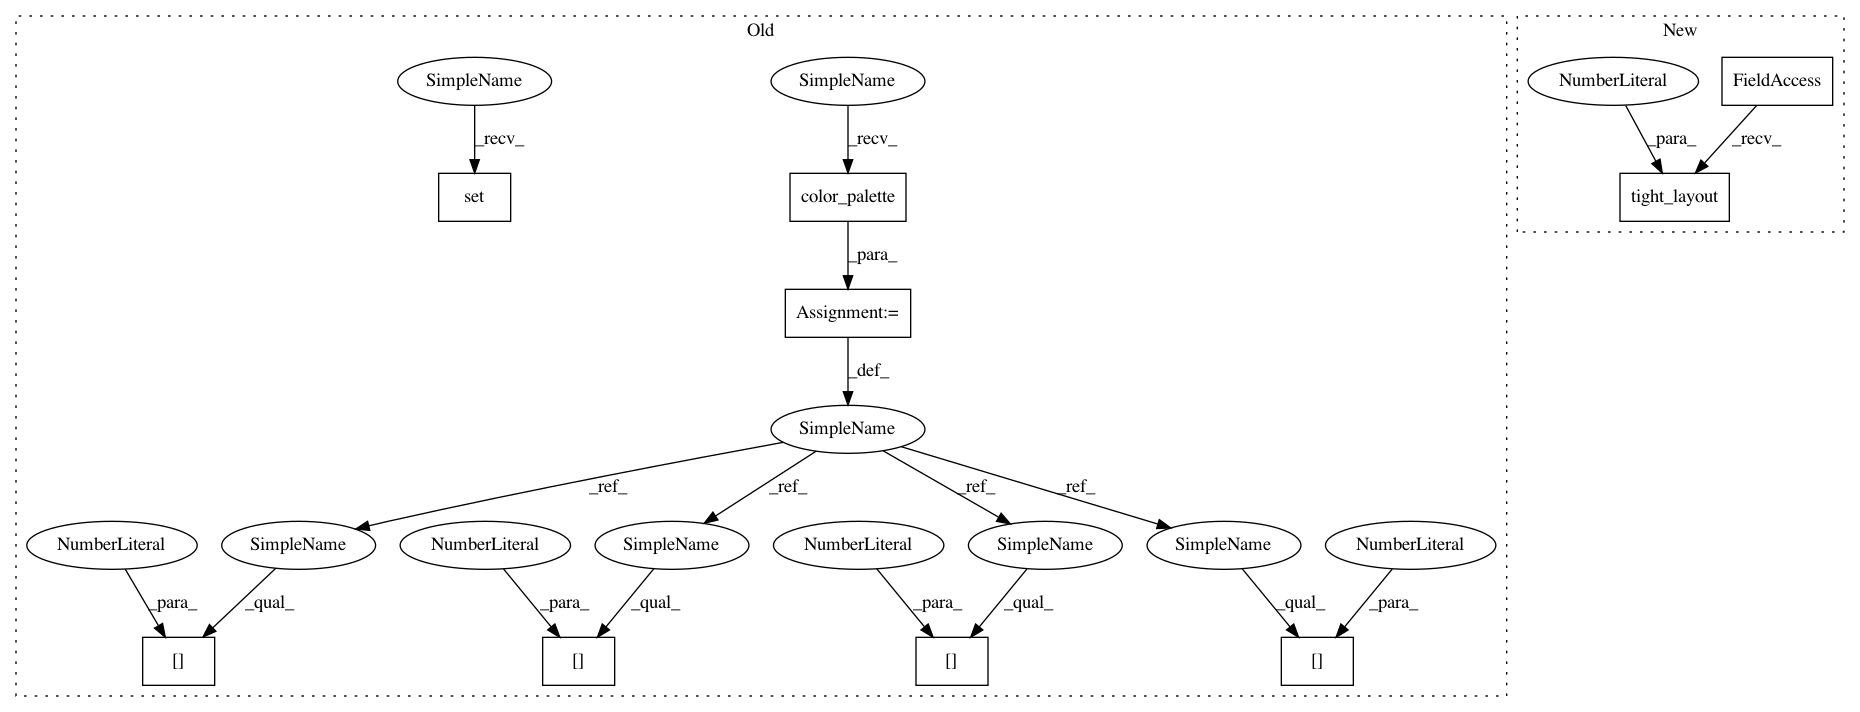 Old
New
SimpleName
SimpleName
NumberLiteral
FieldAccess
_recv_
_recv_
_para_
_recv_
set
color_palette
tight_layout
_para_
Assignment:=
_def_
SimpleName
_ref_
_ref_
_ref_
_ref_
NumberLiteral
SimpleName
NumberLiteral
SimpleName
NumberLiteral
SimpleName
SimpleName
NumberLiteral
_para_
_qual_
_para_
_qual_
_para_
_qual_
_qual_
_para_
[]
[]
[]
[]